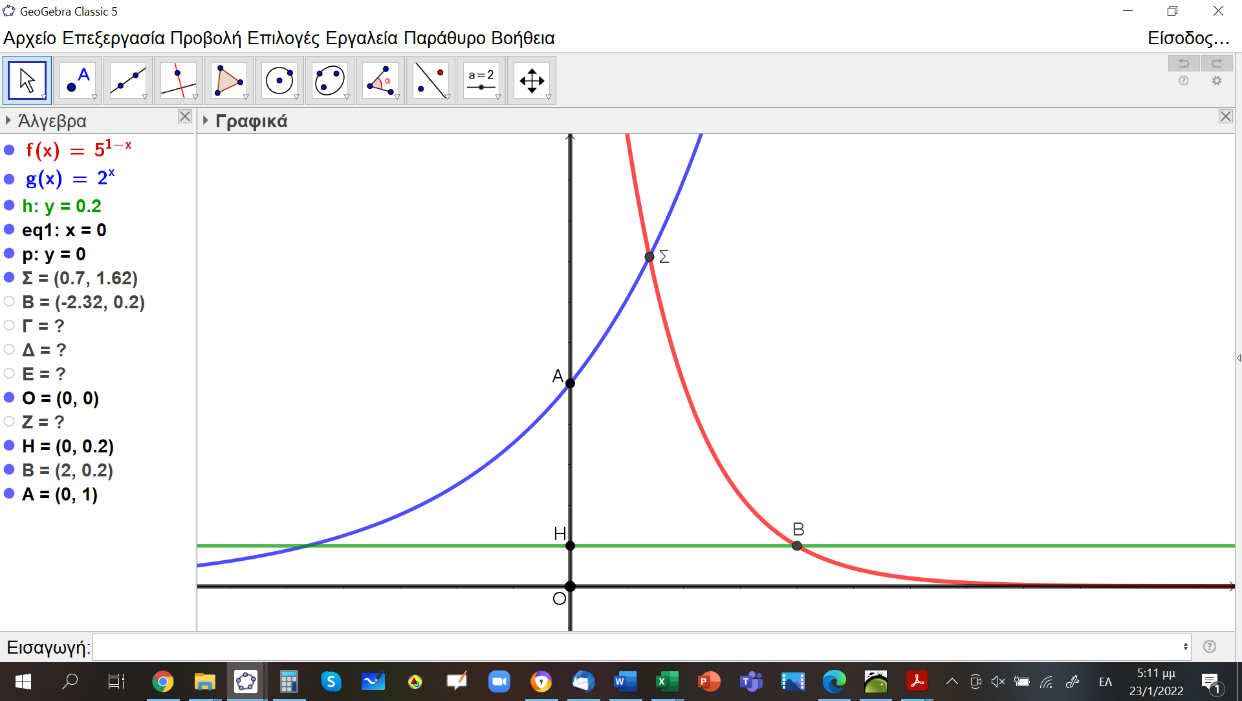 GeoGebra Classic 5
Αρχείο Επεξεργασία Προβολή Επιλογές Εργαλεία Παράθυρο Βοήθεια Είσοδος...
A α a = 2
Άλγεβρα
Γραφικά
f(x) = 5^{1−x}
g(x) = 2^x
h: y = 0.2
eq1: x = 0
p: y = 0
Σ = (0.7, 1.62)
Β = (-2.32, 0.2)
Γ = ?
Δ = ?
Ε = ?
Ο = (0, 0)
Ζ = ?
Η = (0, 0.2)
Β = (2, 0.2)
Α = (0, 1)
Σ
Α
Η
Β
Ο
Εισαγωγή:
ΕΛ
5:11 μμ
23/1/2022
1